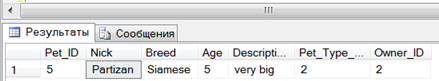 Результаты Сообщения
Pet_ID Nick Breed Age Descripti... Pet_Type_... Owner_ID
1 5 Partizan Siamese 5 very big 2 2